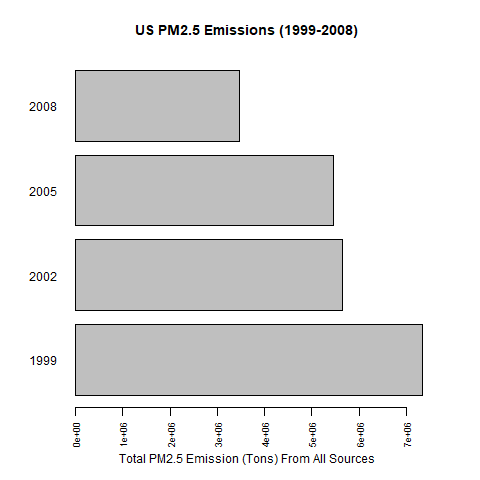 US PM2.5 Emissions (1999-2008)
2008
2005
2002
1999
0e+00 1e+06 2e+06 3e+06 4e+06 5e+06 6e+06 7e+06
Total PM2.5 Emission (Tons) From All Sources